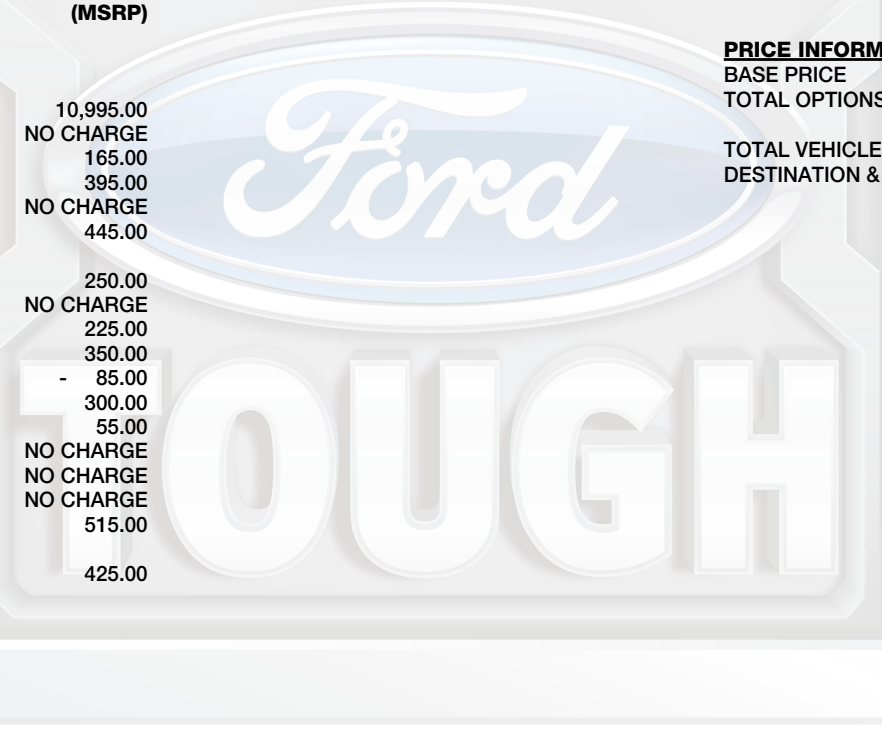 (MSRP)
10,995.00
NO CHARGE
165.00
395.00
NO CHARGE
445.00
250.00
NO CHARGE
225.00
350.00
- 85.00
300.00
55.00
NO CHARGE
NO CHARGE
NO CHARGE
515.00
425.00
PRICE INFORM
BASE PRICE
TOTAL OPTIONS
TOTAL VEHICLE
DESTINATION &
Ford
TOUGH